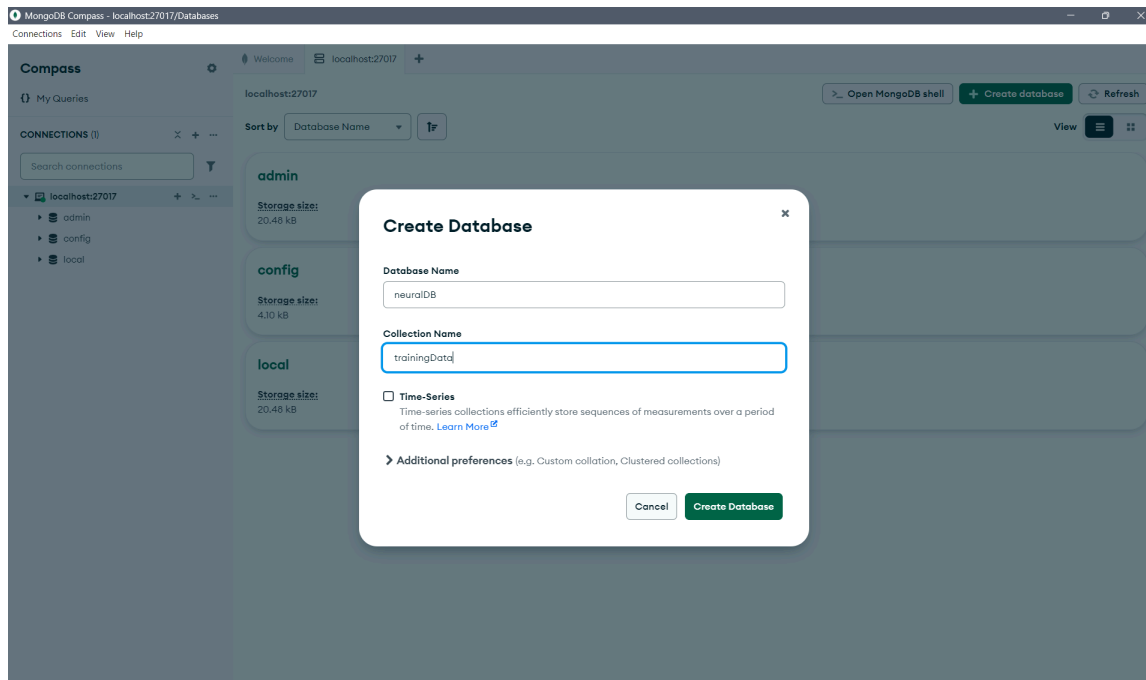 MongoDB Compass - localhost:27017/Databases
Connections Edit View Help
Compass
{} My Queries
CONNECTIONS (1)
Search connections
localhost:27017
admin
config
local
Welcome
localhost:27017
localhost:27017
>_ Open MongoDB shell
+ Create database
Refresh
Sort by
Database Name
View
admin
Storage size:
20.48 kB
config
Storage size:
4.10 kB
local
Storage size:
20.48 kB
Create Database
Database Name
neuralDB
Collection Name
trainingData
Time-Series
Time-series collections efficiently store sequences of measurements over a period
of time. Learn More
Additional preferences (e.g. Custom collation, Clustered collections)
Cancel
Create Database